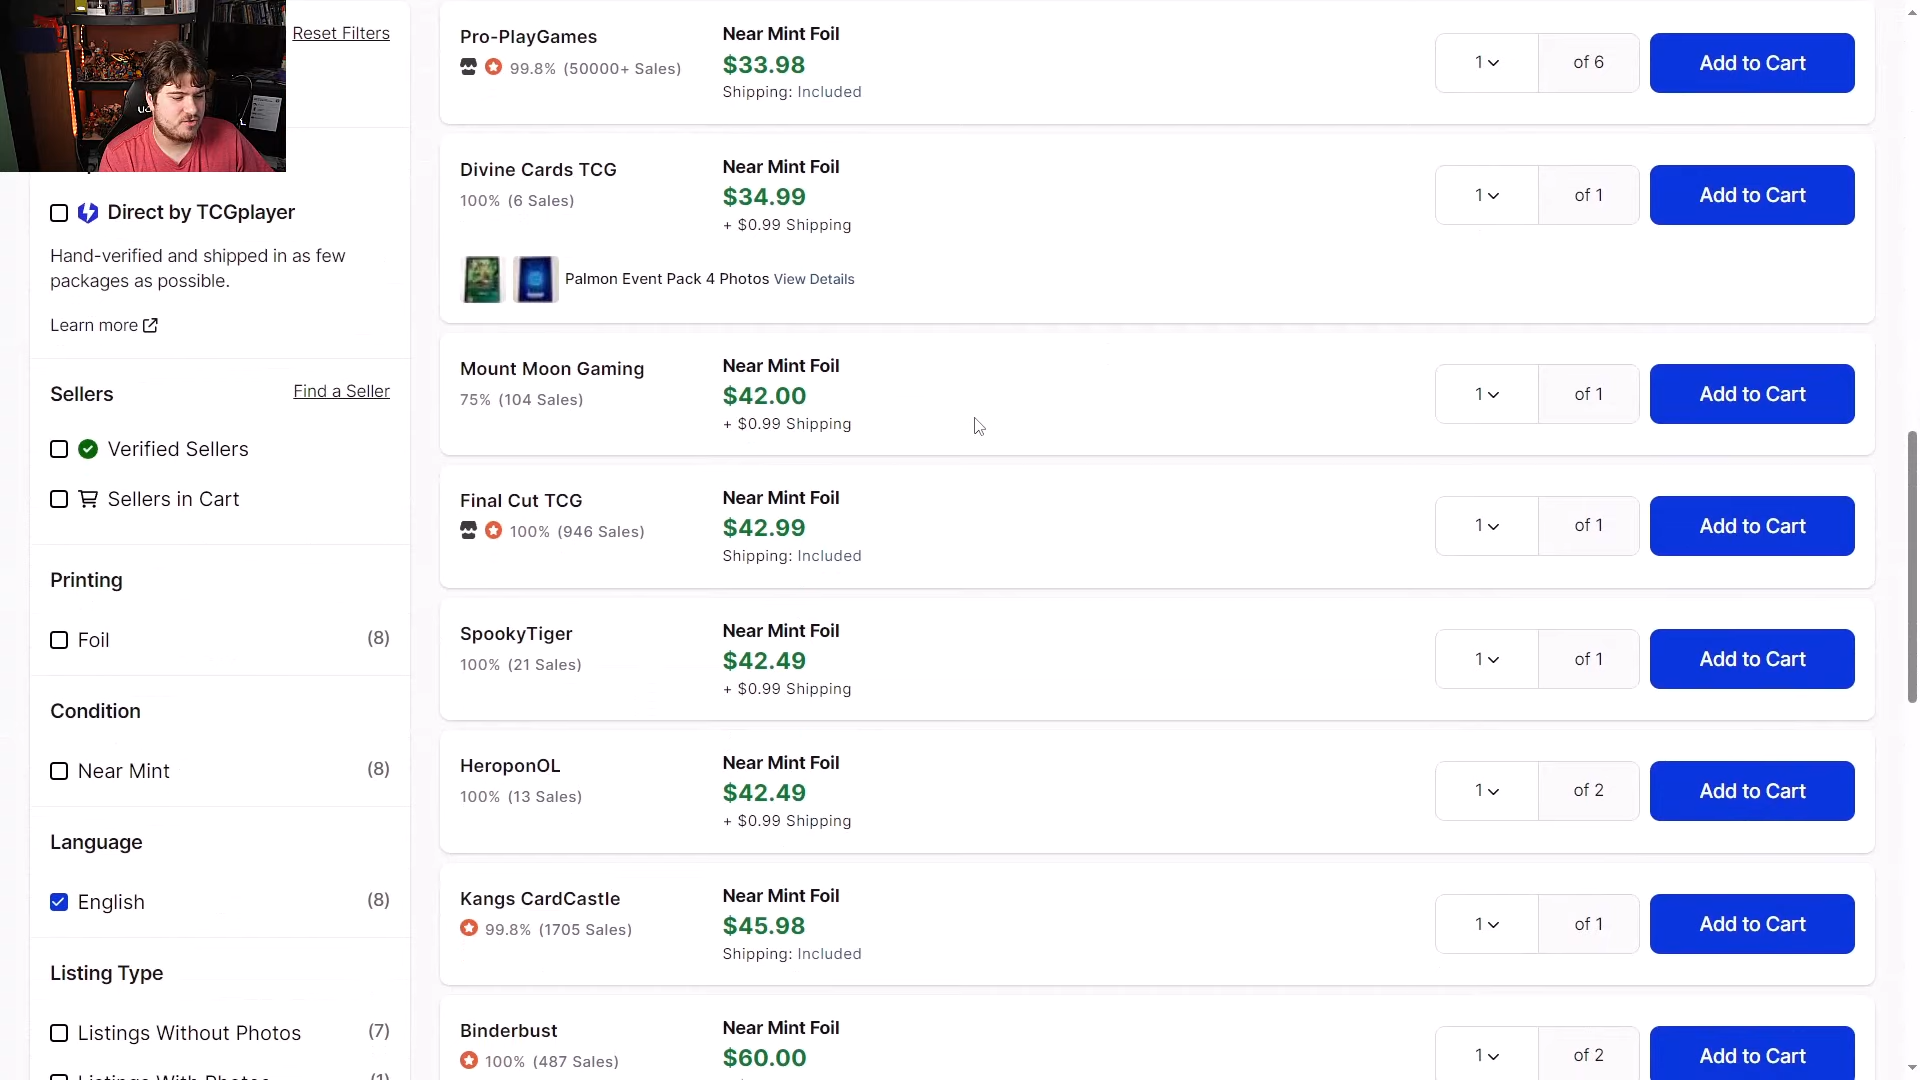 Reset Filters
Direct by TCGplayer
Hand-verified and shipped in as few
packages as possible.
Learn more
Sellers
Find a Seller
Verified Sellers
Sellers in Cart
Printing
Foil
(8)
Condition
Near Mint
(8)
Language
English
(8)
Listing Type
Listings Without Photos
(7)
Pro-PlayGames
99.8% (50000+ Sales)
Near Mint Foil
$33.98
Shipping: Included
1
of 6
Add to Cart
Divine Cards TCG
100% (6 Sales)
Near Mint Foil
$34.99
+ $0.99 Shipping
1
of 1
Add to Cart
Palmon Event Pack 4 Photos View Details
Mount Moon Gaming
75% (104 Sales)
Near Mint Foil
$42.00
+ $0.99 Shipping
1
of 1
Add to Cart
Final Cut TCG
100% (946 Sales)
Near Mint Foil
$42.99
Shipping: Included
1
of 1
Add to Cart
SpookyTiger
100% (21 Sales)
Near Mint Foil
$42.49
+ $0.99 Shipping
1
of 1
Add to Cart
HeroponOL
100% (13 Sales)
Near Mint Foil
$42.49
+ $0.99 Shipping
1
of 2
Add to Cart
Kangs CardCastle
99.8% (1705 Sales)
Near Mint Foil
$45.98
Shipping: Included
1
of 1
Add to Cart
Binderbust
100% (487 Sales)
Near Mint Foil
$60.00
1
of 2
Add to Cart